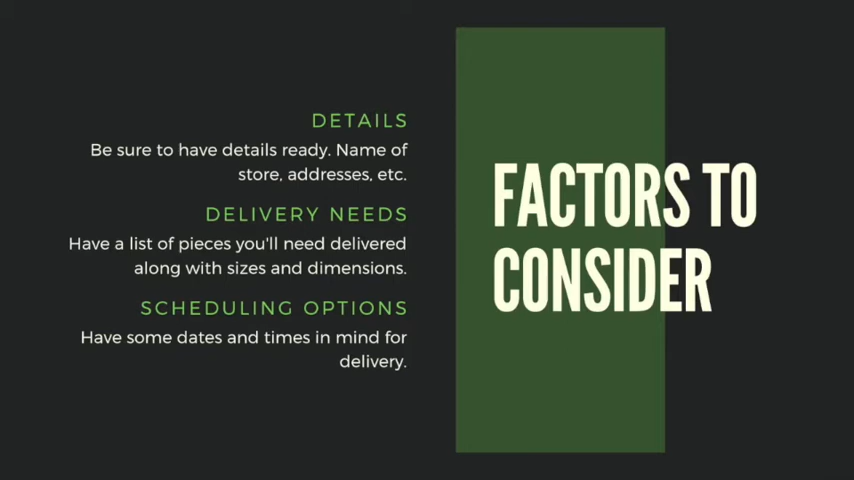 DETAILS
Be sure to have details ready. Name of
store, addresses, etc.
DELIVERY NEEDS
Have a list of pieces you'll need delivered
along with sizes and dimensions.
SCHEDULING OPTIONS
Have some dates and times in mind for
delivery.
FACTORS TO
CONSIDER